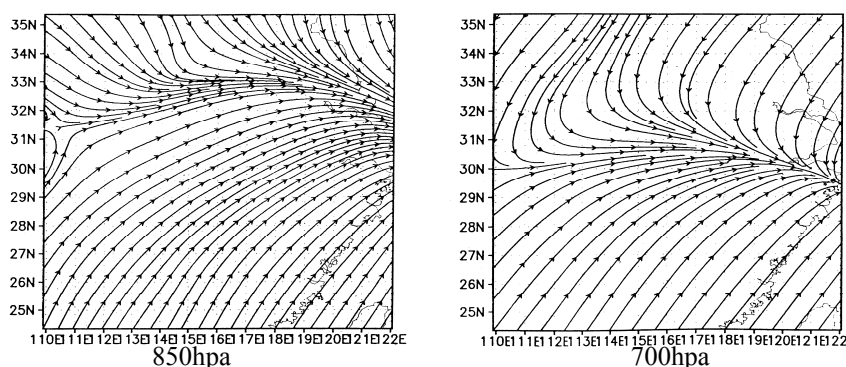 35N
33N
32N
31N
30N
29N
28N
27N
26N
25N
110E 111E 112E 113E 114E 115E 116E 117E 118E 119E 120E 121E 122E
850hpa
35N
34N
33N
32N
31N
30N
29N
28N
27N
26N
25N
110E 111E 112E 113E 114E 115E 116E 117E 118E 119E 120E 121E 122
700hpa